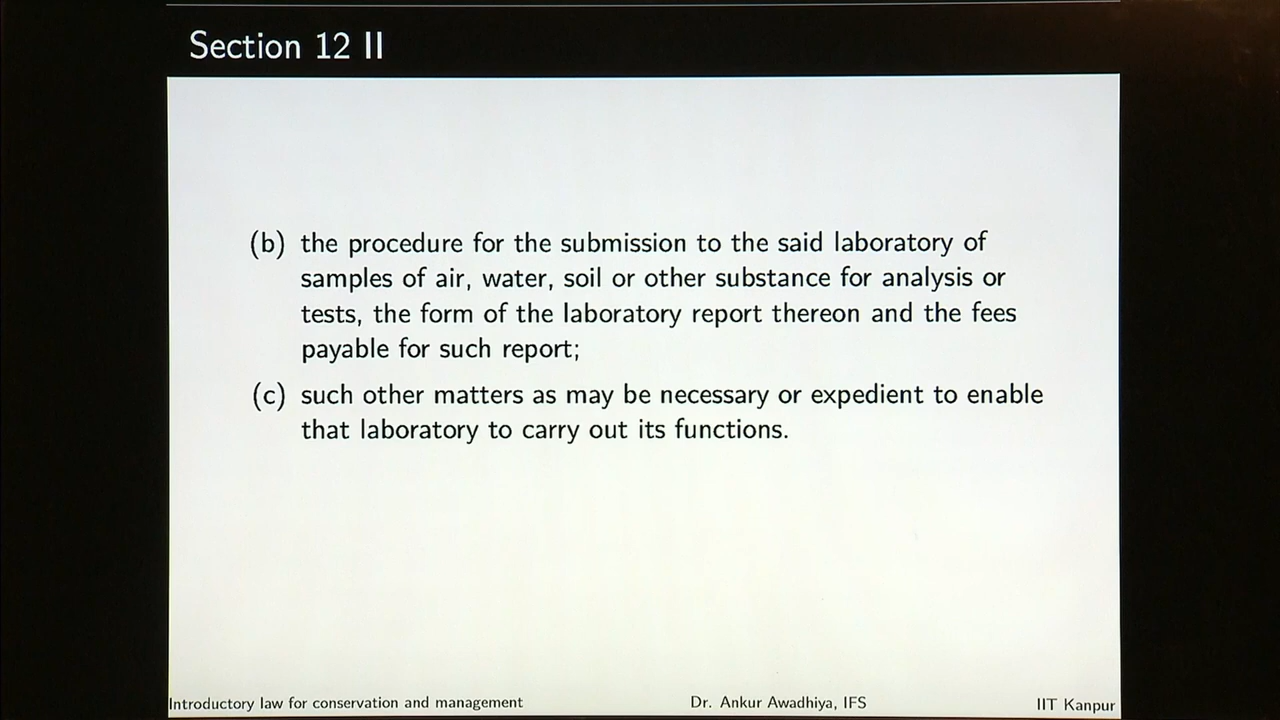 Section 12 II
(b) the procedure for the submission to the said laboratory of
samples of air, water, soil or other substance for analysis or
tests, the form of the laboratory report thereon and the fees
payable for such report;
(c) such other matters as may be necessary or expedient to enable
that laboratory to carry out its functions.
Introductory law for conservation and management Dr. Ankur Awadhiya, IFS IIT Kanpur